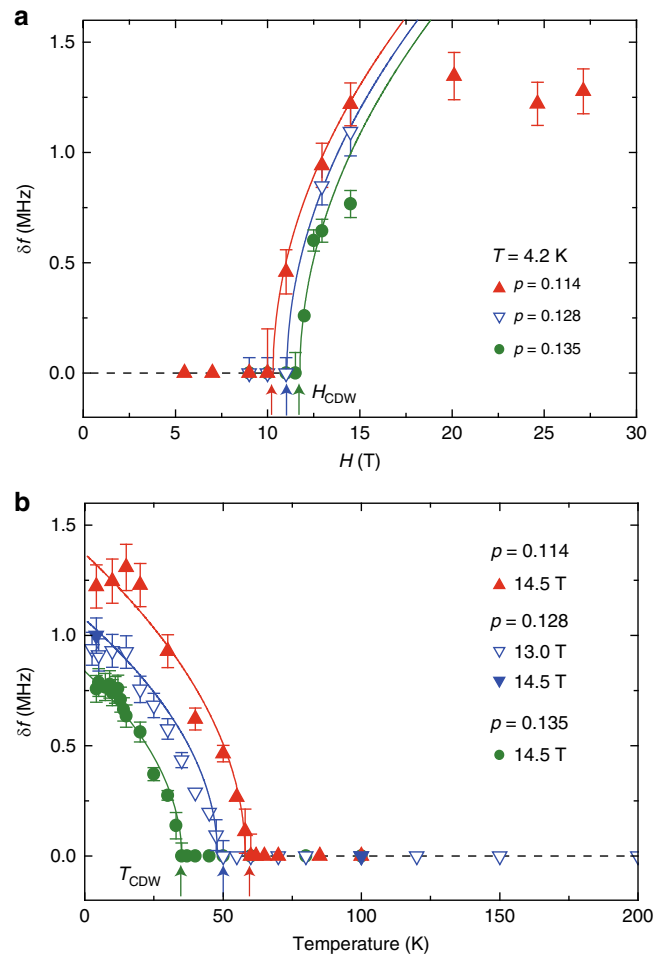 a
1.5
1.0
0.5
0.0
δf (MHz)
T = 4.2 K
p = 0.114
p = 0.128
p = 0.135
H_CDW
0 5 10 15 20 25 30
H (T)
b
1.5
1.0
0.5
0.0
δf (MHz)
p = 0.114
14.5 T
p = 0.128
13.0 T
14.5 T
p = 0.135
14.5 T
T_CDW
0 50 100 150 200
Temperature (K)